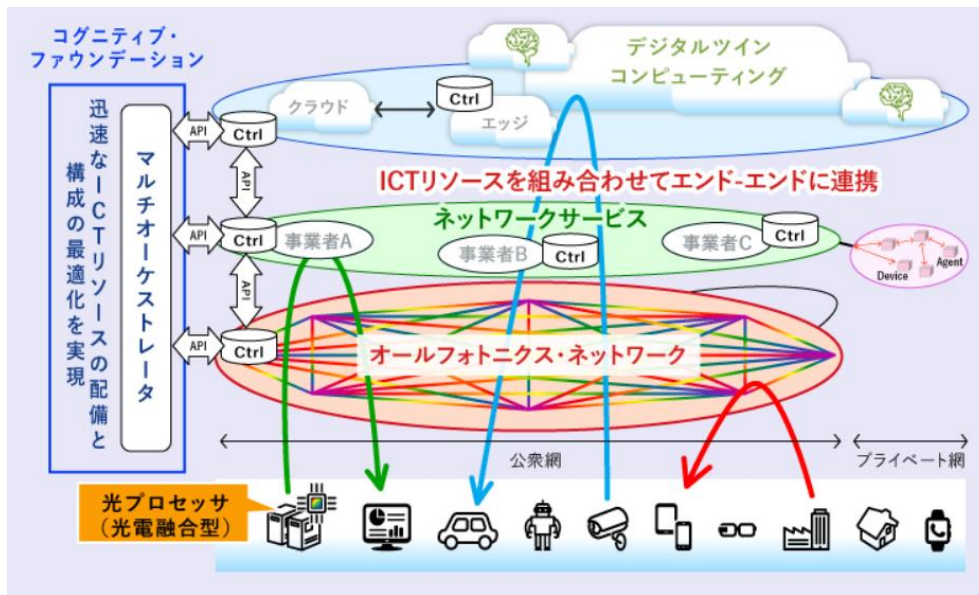 コグニティブ・
ファウンデーション
迅速なICTリソースの配備と
構成の最適化を実現
マルチオーケストレータ
API
API
API
API
API
Ctrl
Ctrl
Ctrl
クラウド
Ctrl
エッジ
デジタルツイン
コンピューティング
ICTリソースを組み合わせてエンド-エンドに連携
ネットワークサービス
事業者A
事業者B
Ctrl
事業者C
Ctrl
Device
Agent
オールフォトニクス・ネットワーク
公衆網
プライベート網
光プロセッサ
(光電融合型)